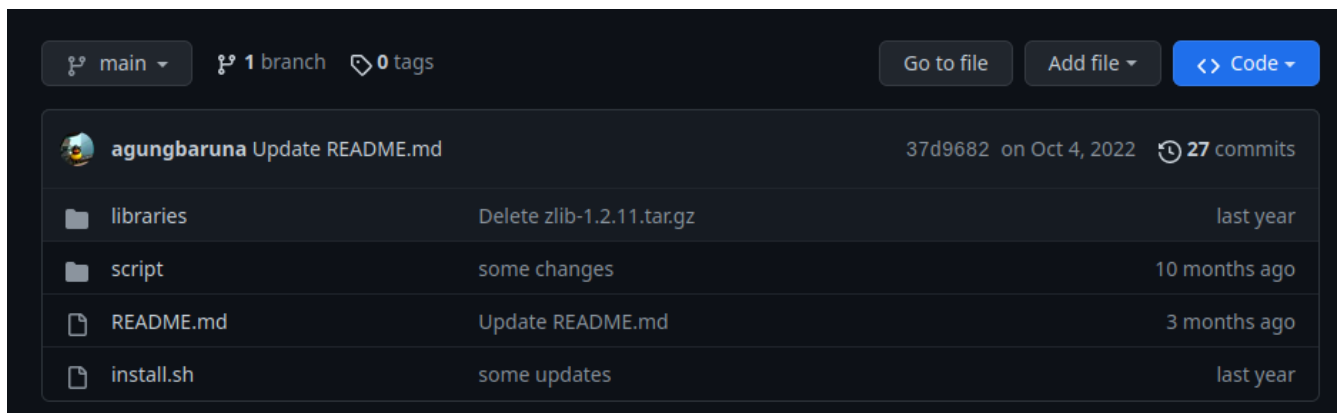 main 1 branch 0 tags Go to file Add file Code
agungbaruna Update README.md 37d9682 on Oct 4, 2022 27 commits
libraries Delete zlib-1.2.11.tar.gz last year
script some changes 10 months ago
README.md Update README.md 3 months ago
install.sh some updates last year